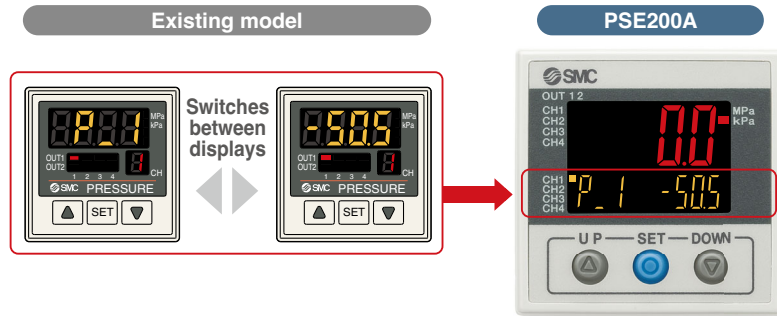 Existing model
PSE200A
P_1
MPa
kPa
OUT1
OUT2
1 2 3 4
8
CH
SMC PRESSURE
SET
Switches
between
displays
-50.5
MPa
kPa
OUT1
OUT2
1 2 3 4
8
CH
SMC PRESSURE
SET
SMC
OUT 1 2
CH1
CH2
CH3
CH4
0.0
MPa
kPa
CH1
CH2
CH3
CH4
P_1 -50.5
UP SET DOWN